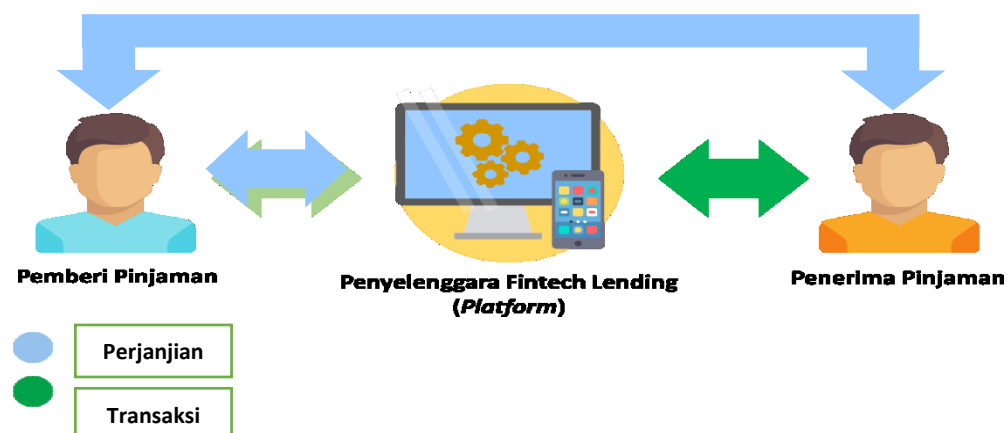 Pemberi Pinjaman
Penyelenggara Fintech Lending
(Platform)
Penerima Pinjaman
Perjanjian
Transaksi